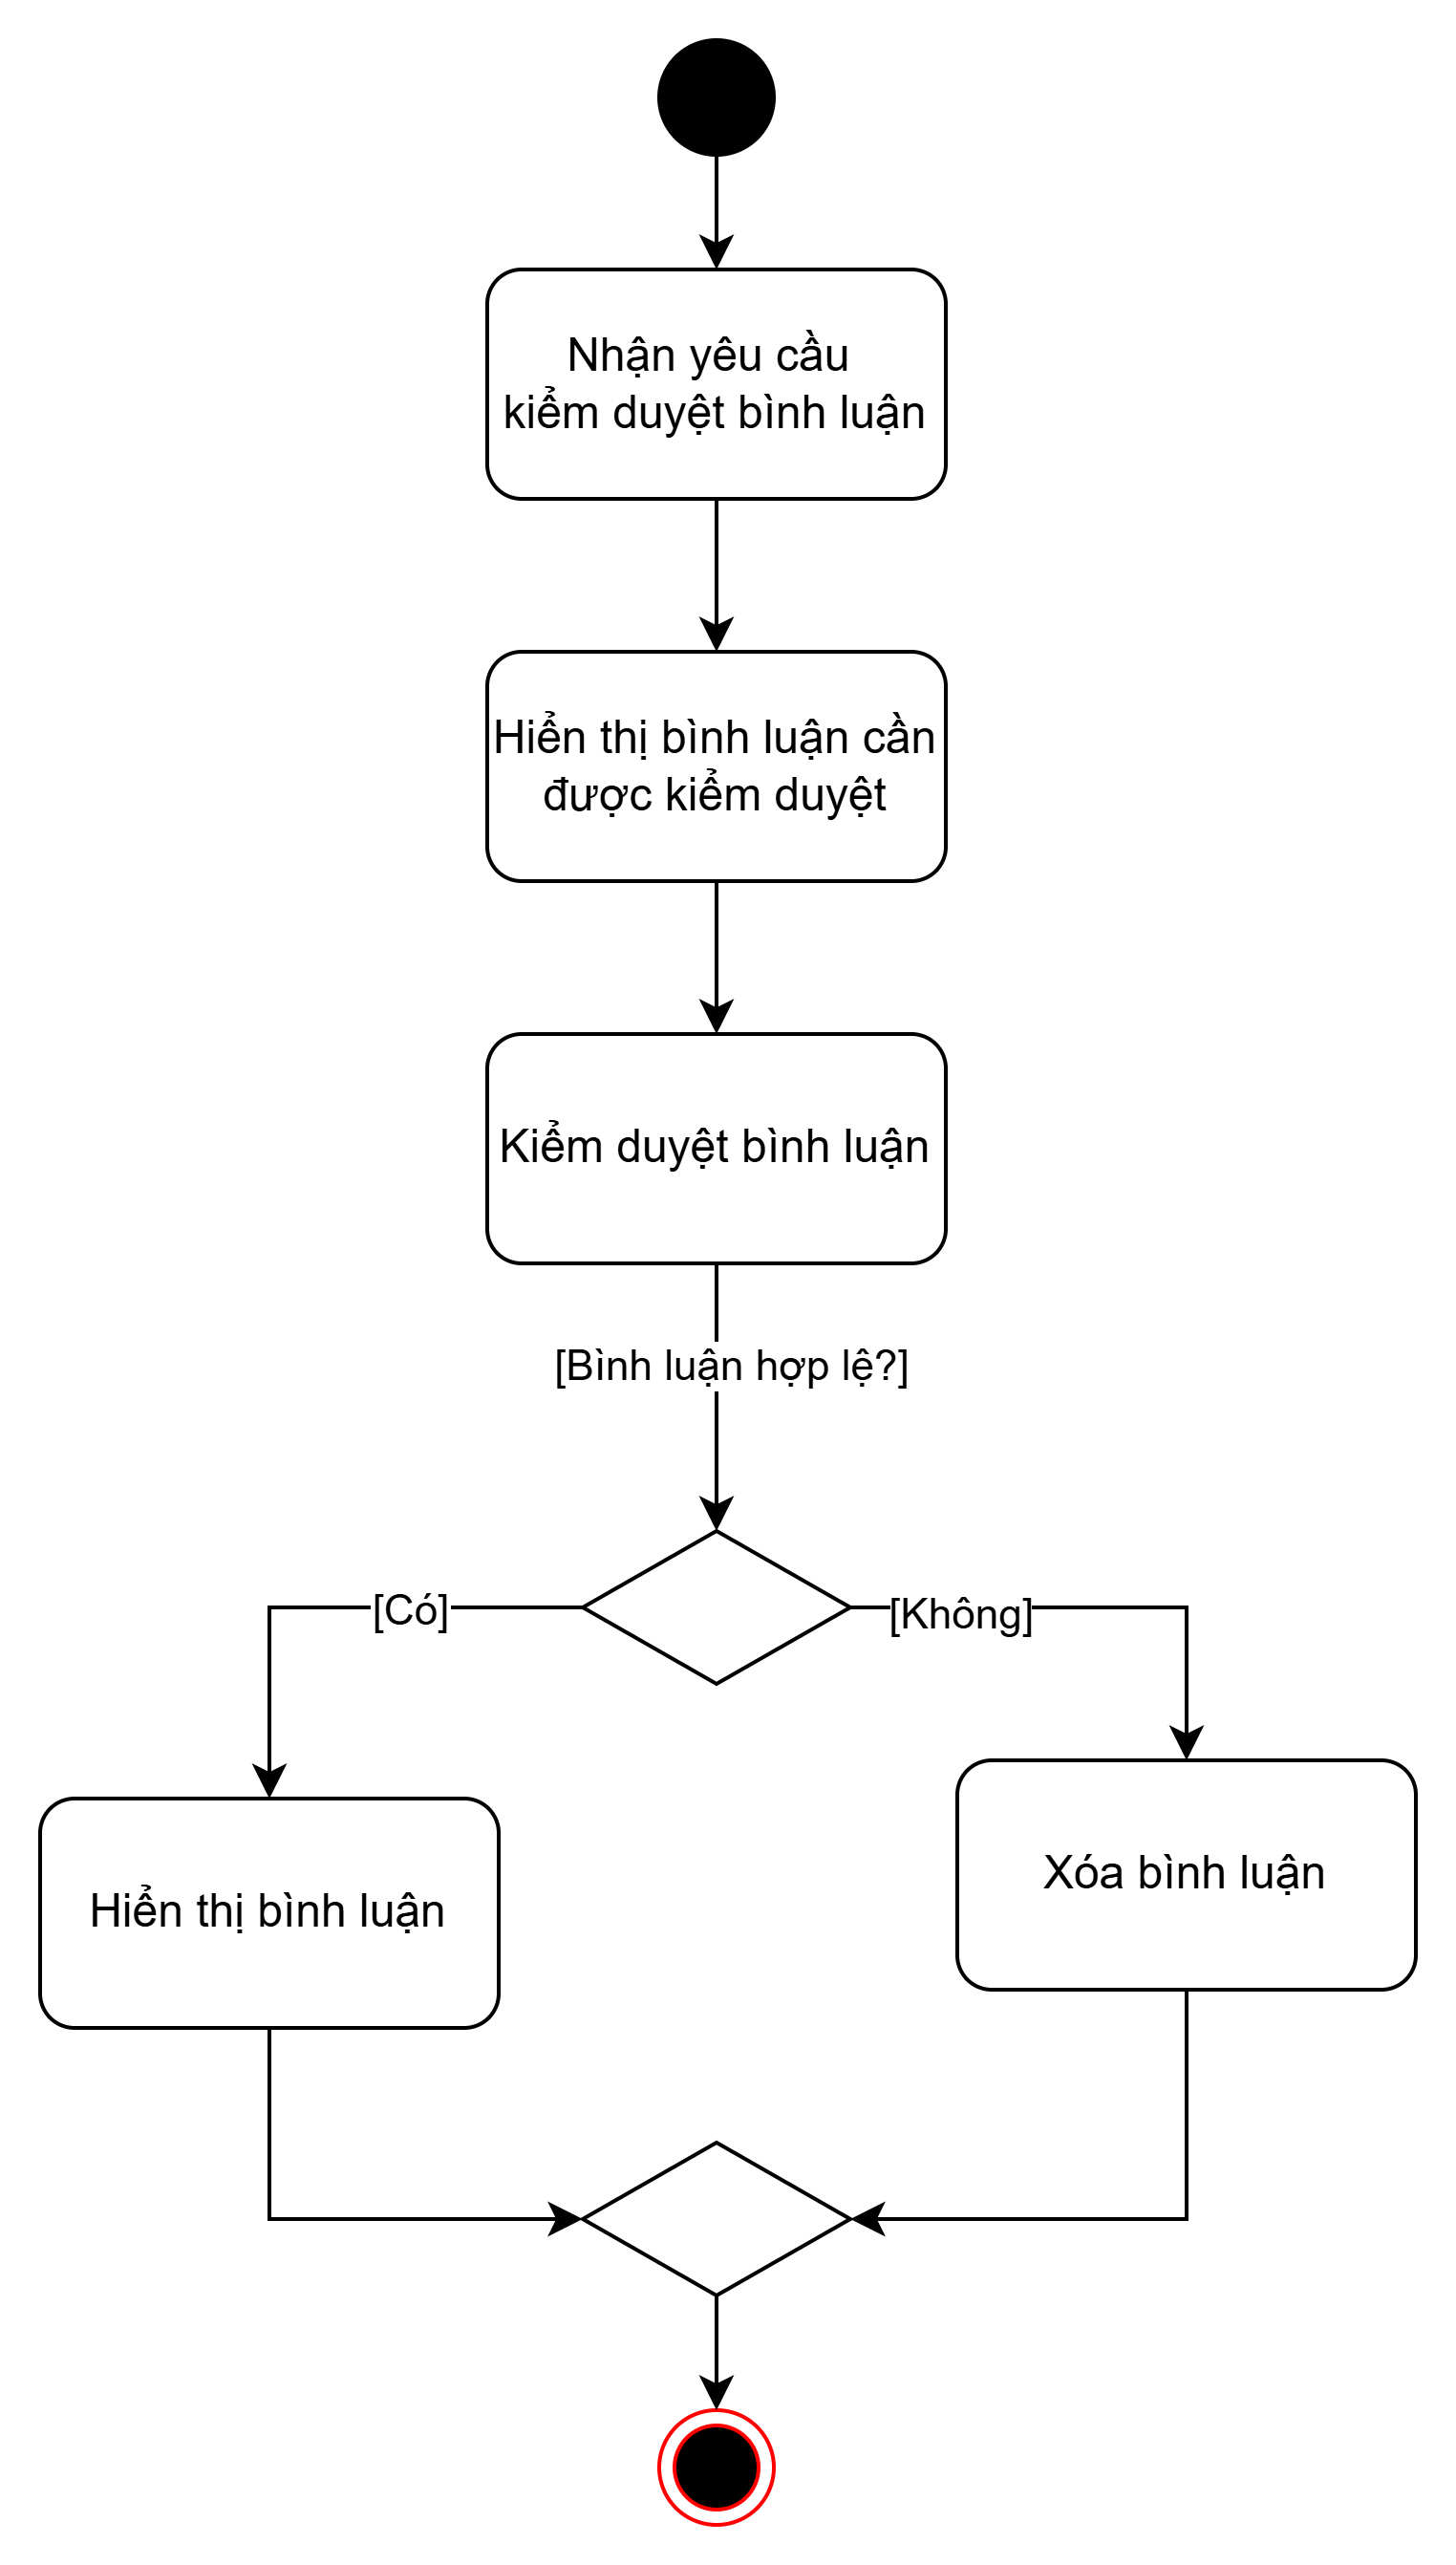 Nhận yêu cầu
kiểm duyệt bình luận
Hiển thị bình luận cần
được kiểm duyệt
Kiểm duyệt bình luận
[Bình luận hợp lệ?]
[Có]
[Không]
Hiển thị bình luận
Xóa bình luận